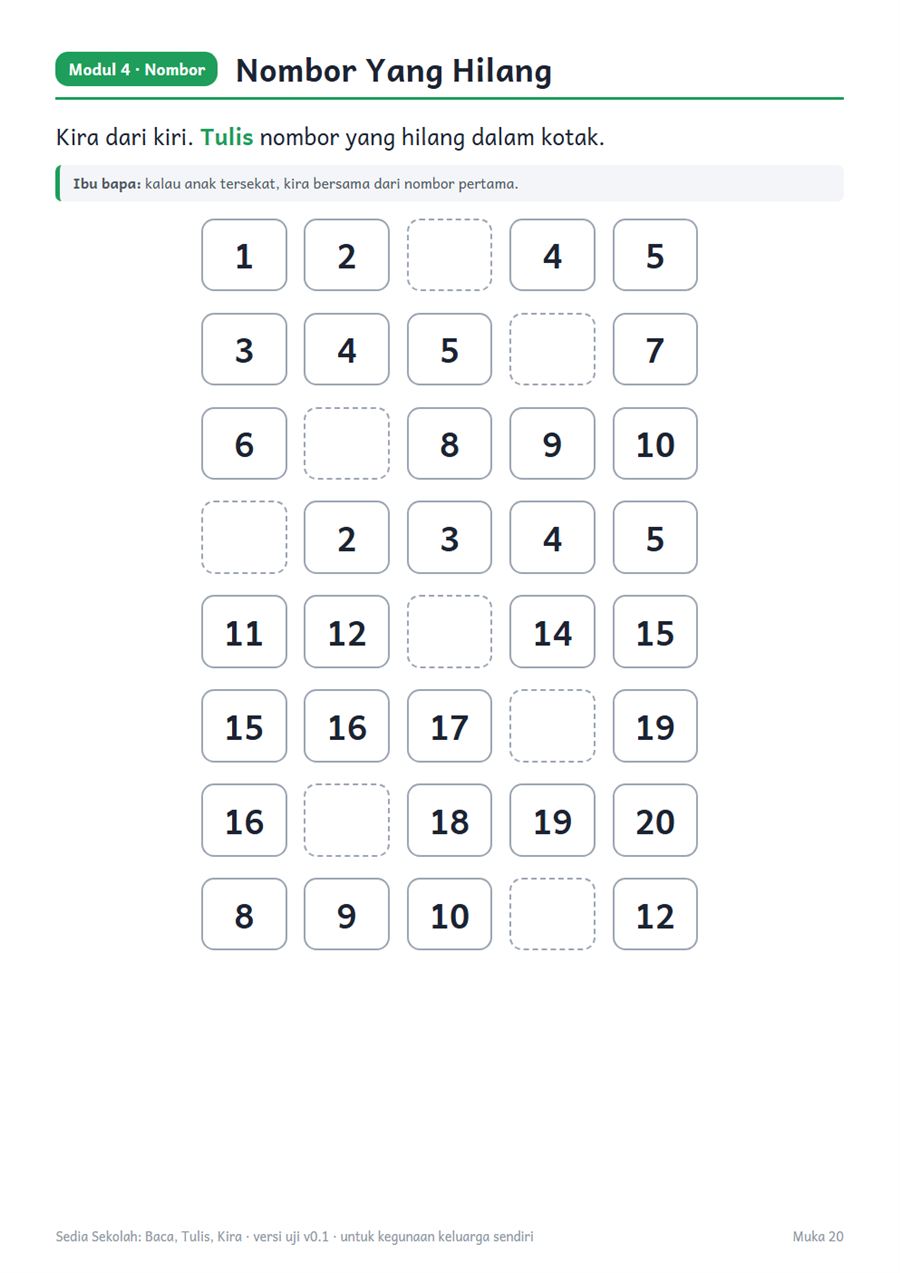 Modul 4 · Nombor Nombor Yang Hilang
Kira dari kiri. Tulis nombor yang hilang dalam kotak.
Ibu bapa: kalau anak tersekat, kira bersama dari nombor pertama.
1 2 4 5
3 4 5 7
6 8 9 10
2 3 4 5
11 12 14 15
15 16 17 19
16 18 19 20
8 9 10 12
Sedia Sekolah: Baca, Tulis, Kira · versi uji v0.1 · untuk kegunaan keluarga sendiri Muka 20